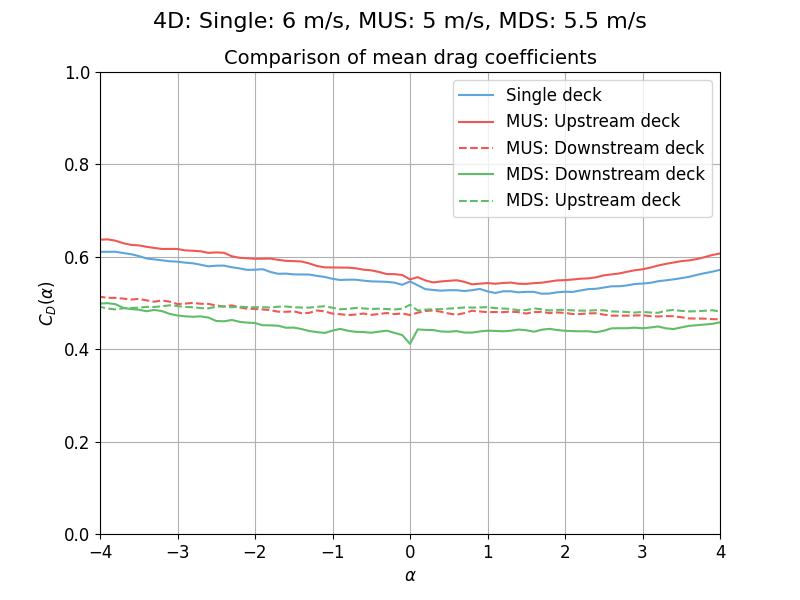 4D: Single: 6 m/s, MUS: 5 m/s, MDS: 5.5 m/s
Comparison of mean drag coefficients
1.0
0.8
0.6
0.4
0.2
0.0
C_D(α)
Single deck
MUS: Upstream deck
MUS: Downstream deck
MDS: Downstream deck
MDS: Upstream deck
−4 −3 −2 −1 0 1 2 3 4
α